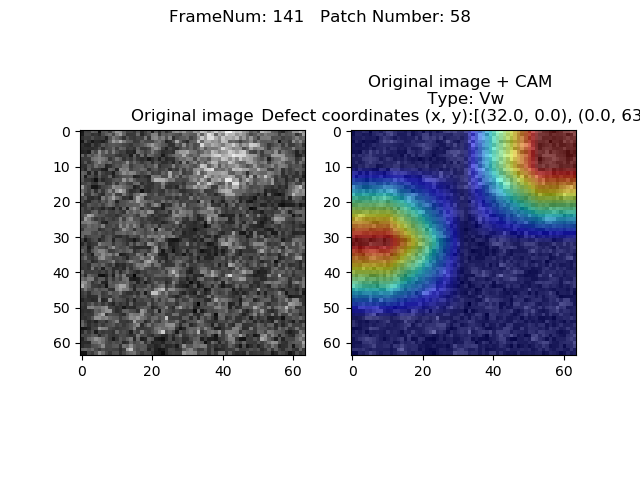 FrameNum: 141   Patch Number: 58
Original image + CAM
Type: Vw
Original image
Defect coordinates (x, y):[(32.0, 0.0), (0.0, 63
0
10
20
30
40
50
60
0 20 40 60
0
10
20
30
40
50
60
0 20 40 60